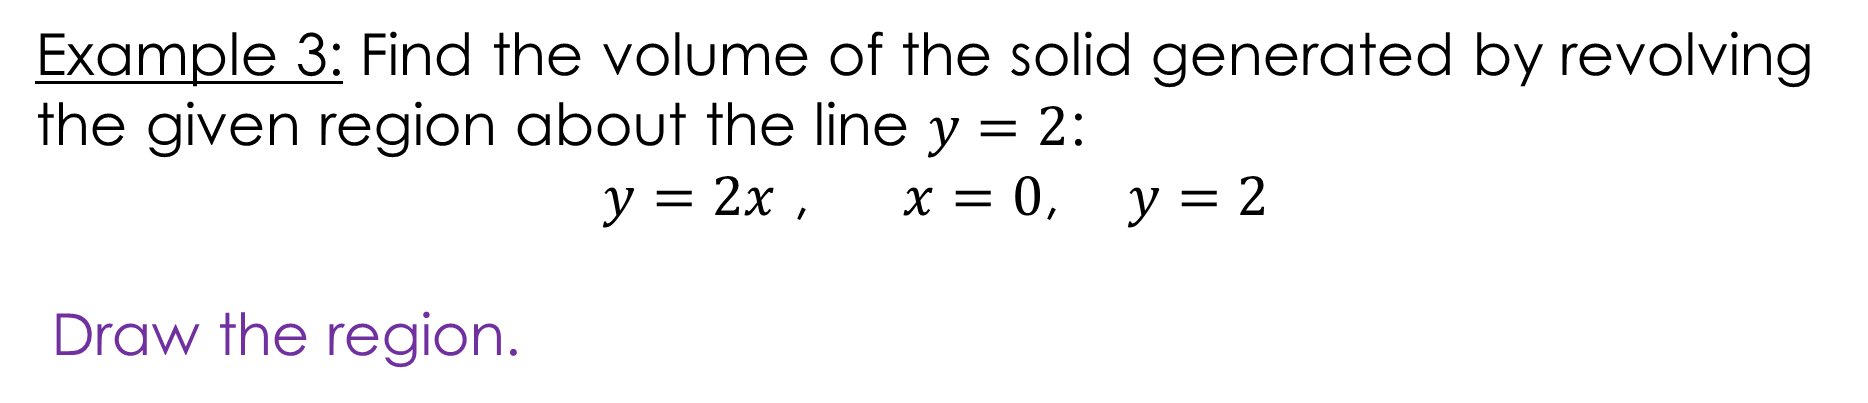 Example 3: Find the volume of the solid generated by revolving
the given region about the line y = 2:
y = 2x , x = 0, y = 2
Draw the region.